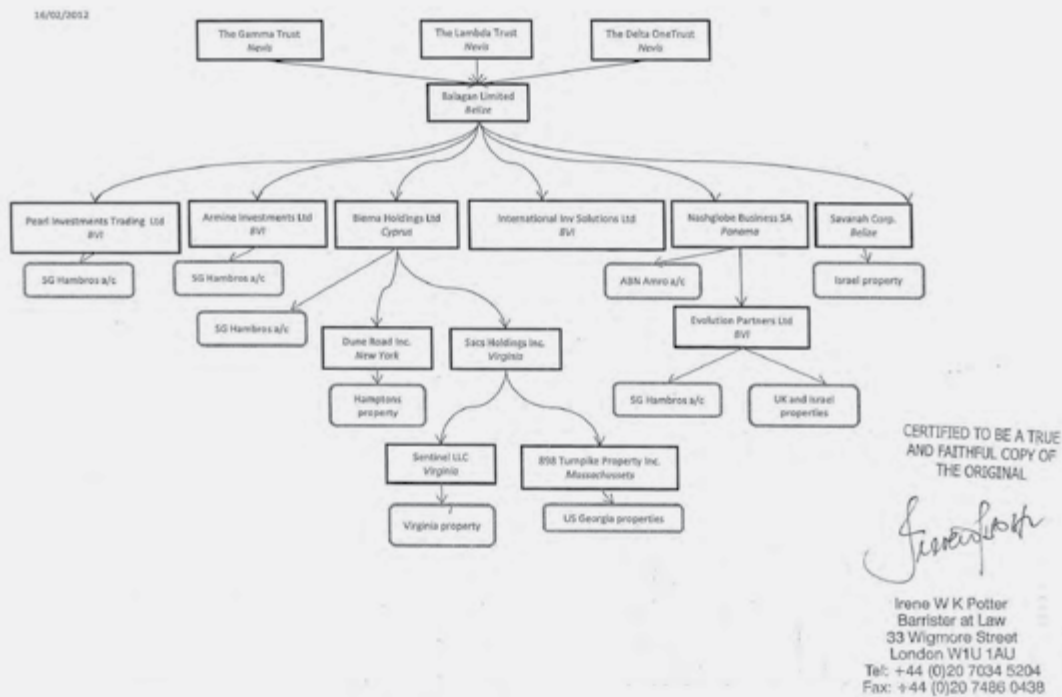 16/02/2012
The Gamma Trust
Nevis
The Lambda Trust
Nevis
The Delta OneTrust
Nevis
Balagan Limited
Belize
Pearl Investments Trading Ltd
BVI
Armine Investments Ltd
BVI
Biema Holdings Ltd
Cyprus
International Inv Solutions Ltd
BVI
Nashglobe Business SA
Panama
Savanah Corp.
Belize
SG Hambros a/c
SG Hambros a/c
ABN Amro a/c
Israel property
SG Hambros a/c
Dune Road Inc.
New York
Sacs Holdings Inc.
Virginia
Evolution Partners Ltd
BVI
Hamptons
property
SG Hambros a/c
UK and Israel
properties
Sentinel LLC
Virginia
898 Turnpike Property Inc.
Massachossets
Virginia property
US Georgia properties
CERTIFIED TO BE A TRUE
AND FAITHFUL COPY OF
THE ORIGINAL
Irene W K Potter
Barrister at Law
33 Wigmore Street
London W1U 1AU
Tel: +44 (0)20 7034 5204
Fax: +44 (0)20 7486 0438